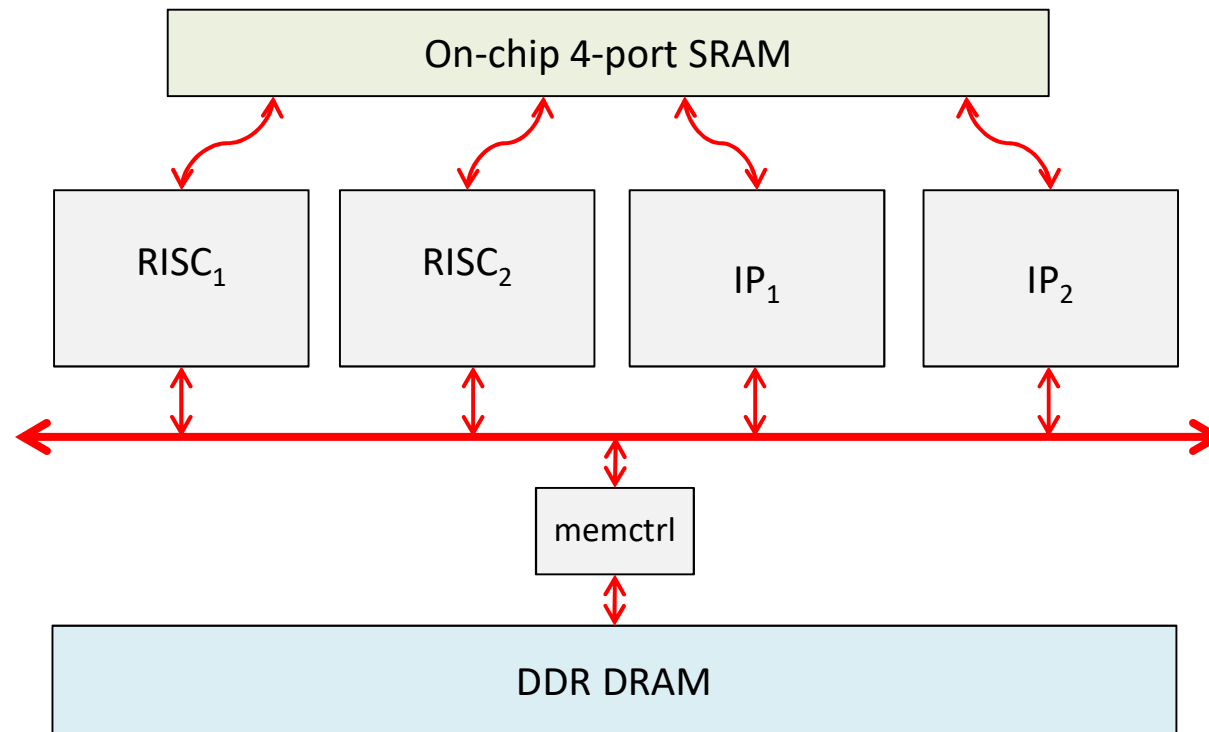 On-chip 4-port SRAM
RISC₁
RISC₂
IP₁
IP₂
memctrl
DDR DRAM